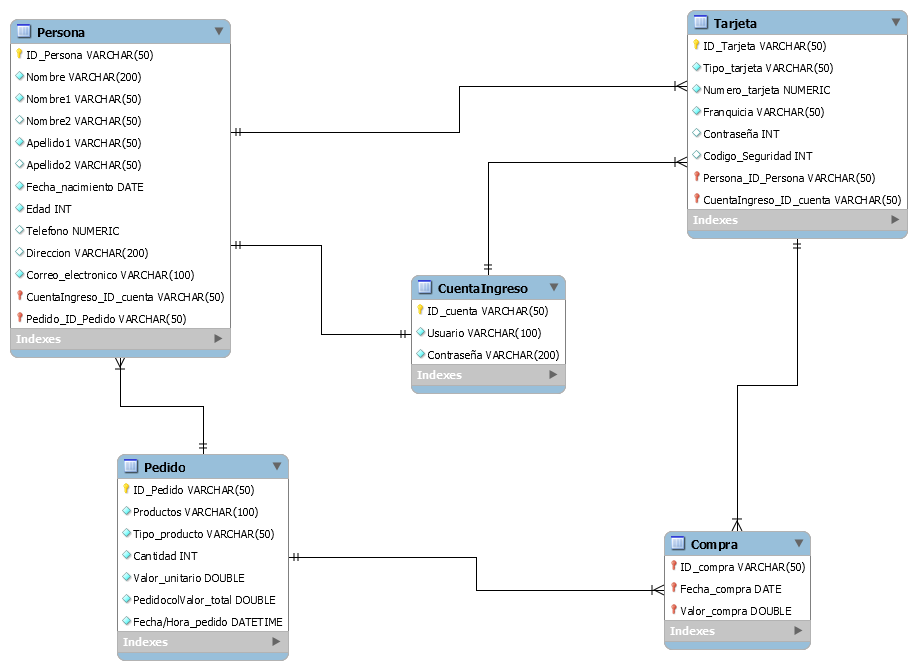 Persona
ID_Persona VARCHAR(50)
Nombre VARCHAR(200)
Nombre1 VARCHAR(50)
Nombre2 VARCHAR(50)
Apellido1 VARCHAR(50)
Apellido2 VARCHAR(50)
Fecha_nacimiento DATE
Edad INT
Telefono NUMERIC
Direccion VARCHAR(200)
Correo_electronico VARCHAR(100)
CuentaIngreso_ID_cuenta VARCHAR(50)
Pedido_ID_Pedido VARCHAR(50)
Indexes
Tarjeta
ID_Tarjeta VARCHAR(50)
Tipo_tarjeta VARCHAR(50)
Numero_tarjeta NUMERIC
Franquicia VARCHAR(50)
Contraseña INT
Codigo_Seguridad INT
Persona_ID_Persona VARCHAR(50)
CuentaIngreso_ID_cuenta VARCHAR(50)
Indexes
CuentaIngreso
ID_cuenta VARCHAR(50)
Usuario VARCHAR(100)
Contraseña VARCHAR(200)
Indexes
Pedido
ID_Pedido VARCHAR(50)
Productos VARCHAR(100)
Tipo_producto VARCHAR(50)
Cantidad INT
Valor_unitario DOUBLE
PedidocolValor_total DOUBLE
Fecha/Hora_pedido DATETIME
Indexes
Compra
ID_compra VARCHAR(50)
Fecha_compra DATE
Valor_compra DOUBLE
Indexes